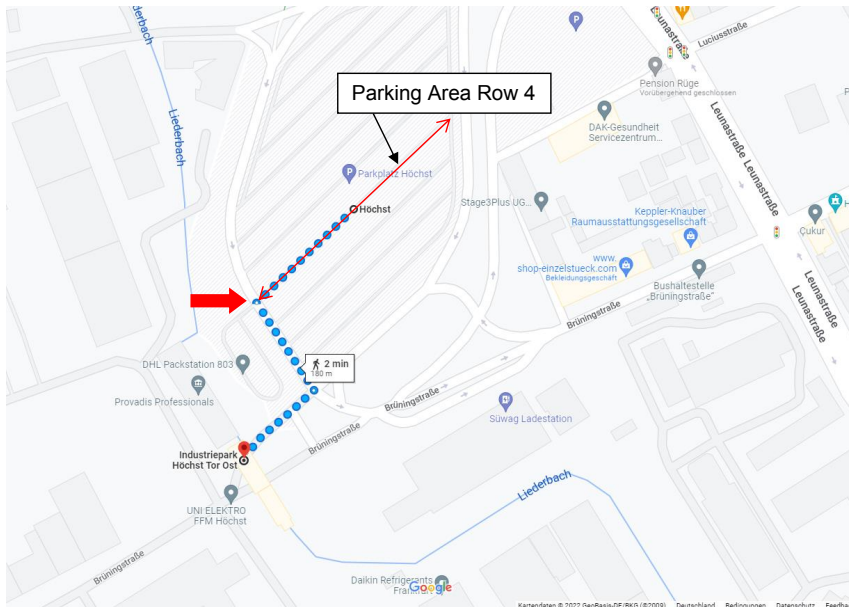 Liederbach
Liederbach
Parking Area Row 4
P
Leunastraße
Luciusstraße
Pension Rüge
Vorübergehend geschlossen
DAK-Gesundheit
Servicezentrum...
Leunastraße
Leunastraße
P Parkplatz Höchst
Höchst
Stage3Plus UG...
Keppler-Knauber
Raumausstattungsgesellschaft
Çukur
H
www.
shop-einzelstueck.com
Bekleidungsgeschäft
Bushaltestelle
„Brüningstraße“
Leunastraße
Leunastraße
Brüningstraße
DHL Packstation 803
2 min
180 m
Provadis Professionals
Brüningstraße
Süwag Ladestation
Brüningstraße
Industriepark
Höchst Tor Ost
Liederbach
UNI ELEKTRO
FFM Höchst
Brüningstraße
Daikin Refrigerants
Google
Kartendaten © 2022 GeoBasis-DE/BKG (©2009) Deutschland Bedingungen Datenschutz